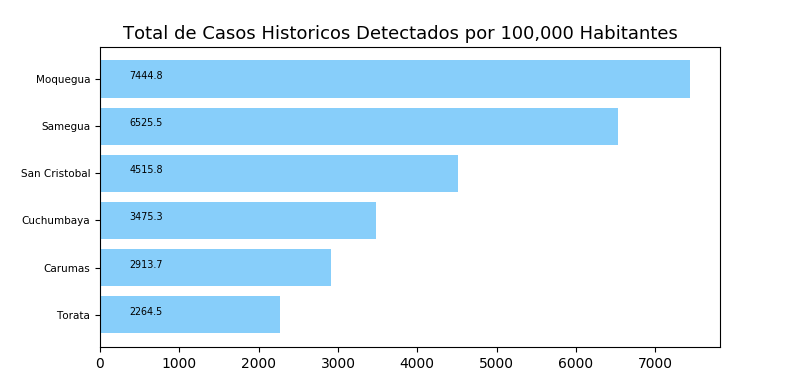 Total de Casos Historicos Detectados por 100,000 Habitantes
Moquegua 7444.8
Samegua 6525.5
San Cristobal 4515.8
Cuchumbaya 3475.3
Carumas 2913.7
Torata 2264.5
0 1000 2000 3000 4000 5000 6000 7000